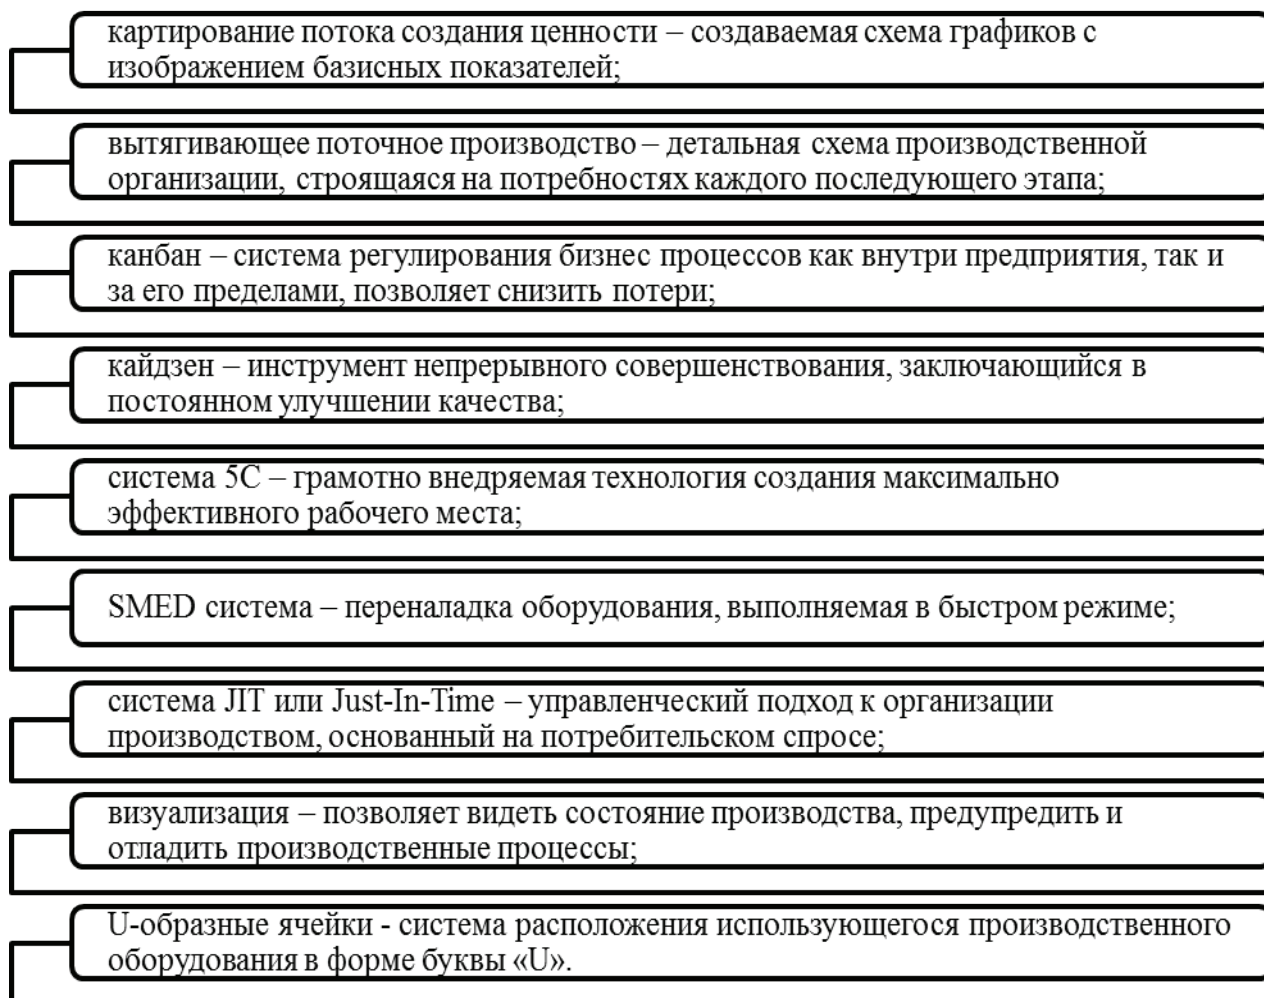 картирование потока создания ценности – создаваемая схема графиков с
изображением базисных показателей;
вытягивающее поточное производство – детальная схема производственной
организации, строящаяся на потребностях каждого последующего этапа;
канбан – система регулирования бизнес процессов как внутри предприятия, так и
за его пределами, позволяет снизить потери;
кайдзен – инструмент непрерывного совершенствования, заключающийся в
постоянном улучшении качества;
система 5С – грамотно внедряемая технология создания максимально
эффективного рабочего места;
SMED система – переналадка оборудования, выполняемая в быстром режиме;
система JIT или Just-In-Time – управленческий подход к организации
производством, основанный на потребительском спросе;
визуализация – позволяет видеть состояние производства, предупредить и
отладить производственные процессы;
U-образные ячейки - система расположения использующегося производственного
оборудования в форме буквы «U».